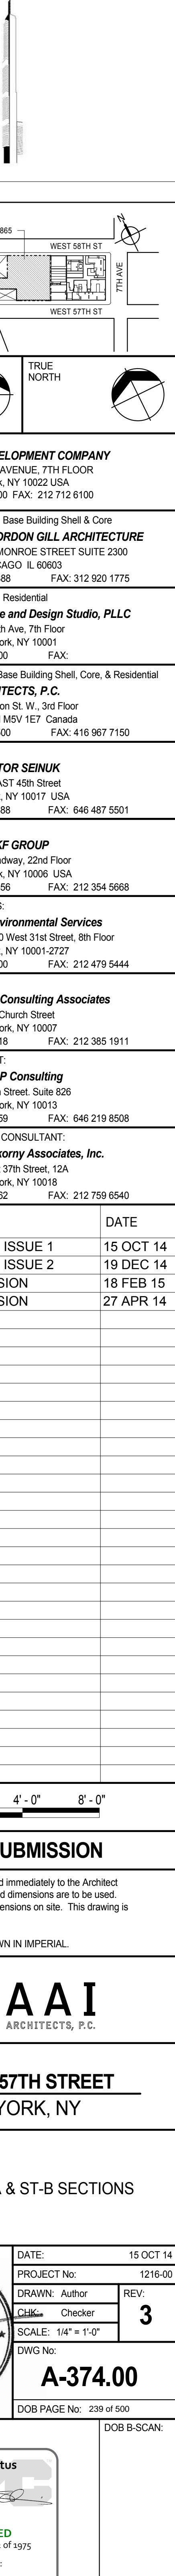 865
WEST 58TH ST
7TH AVE
N
WEST 57TH ST
TRUE
NORTH
ELOPMENT COMPANY
AVENUE, 7TH FLOOR
k, NY 10022 USA
00 FAX: 212 712 6100
Base Building Shell & Core
ORDON GILL ARCHITECTURE
MONROE STREET SUITE 2300
CAGO IL 60603
88 FAX: 312 920 1775
Residential
e and Design Studio, PLLC
th Ave, 7th Floor
ork, NY 10001
00 FAX:
Base Building Shell, Core, & Residential
TECTS, P.C.
on St. W., 3rd Floor
M5V 1E7 Canada
00 FAX: 416 967 7150
TOR SEINUK
AST 45th Street
, NY 10017 USA
88 FAX: 646 487 5501
KF GROUP
adway, 22nd Floor
k, NY 10006 USA
56 FAX: 212 354 5668
S:
vironmental Services
0 West 31st Street, 8th Floor
, NY 10001-2727
00 FAX: 212 479 5444
Consulting Associates
Church Street
ork, NY 10007
18 FAX: 212 385 1911
T:
P Consulting
Street. Suite 826
ork, NY 10013
59 FAX: 646 219 8508
CONSULTANT:
korny Associates, Inc.
37th Street, 12A
ork, NY 10018
62 FAX: 212 759 6540
DATE
ISSUE 1 15 OCT 14
ISSUE 2 19 DEC 14
SION 18 FEB 15
SION 27 APR 14
4' - 0" 8' - 0"
UBMISSION
d immediately to the Architect
d dimensions are to be used.
ensions on site. This drawing is
WN IN IMPERIAL.
AAI
ARCHITECTS, P.C.
57TH STREET
YORK, NY
A & ST-B SECTIONS
DATE: 15 OCT 14
PROJECT No: 1216-00
DRAWN: Author REV:
CHK: Checker 3
SCALE: 1/4" = 1'-0"
DWG No:
A-374.00
DOB PAGE No: 239 of 500
DOB B-SCAN:
tus
ED
of 1975